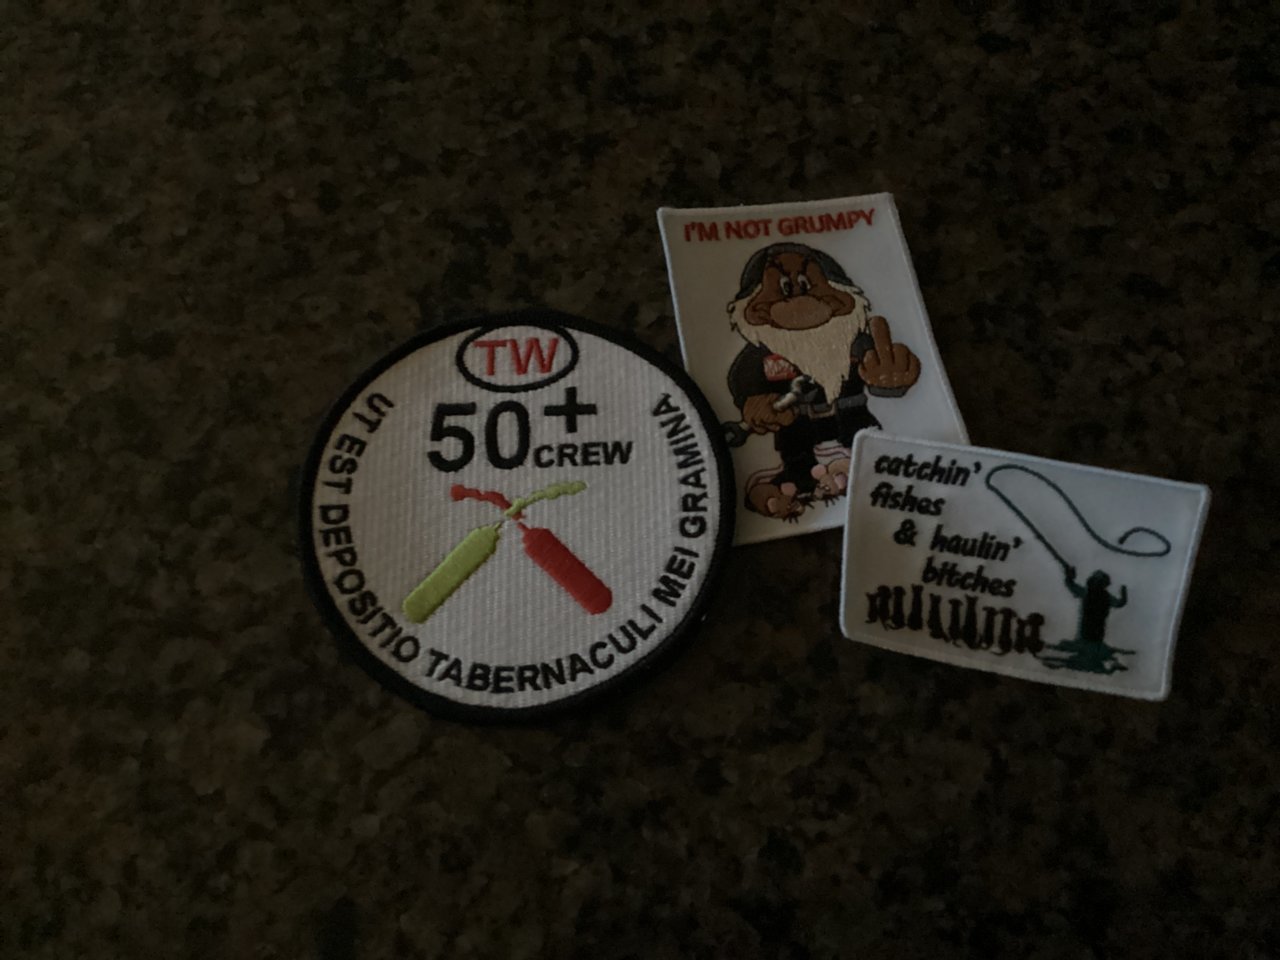 TW
50+
CREW
UT EST DEPOSITIO TABERNACULI MEI GRAMINA
I'M NOT GRUMPY
catchin'
fishes
& haulin'
bitches